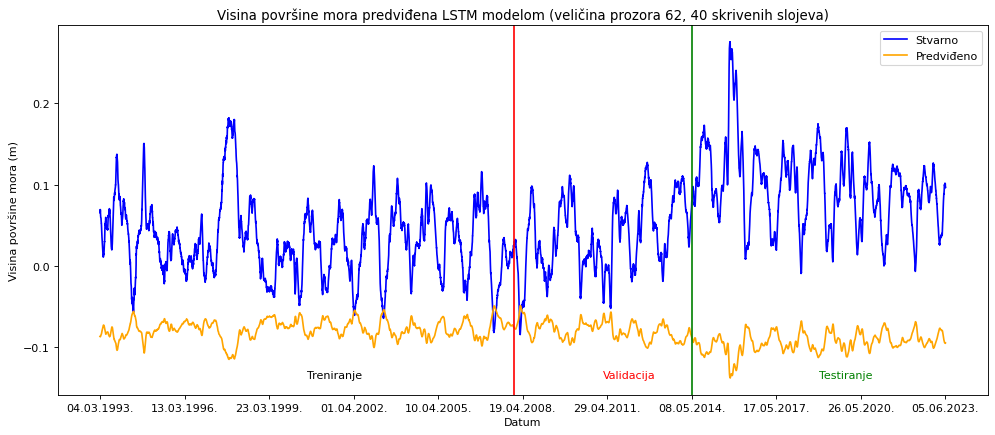 Visina površine mora predviđena LSTM modelom (veličina prozora 62, 40 skrivenih slojeva)
Stvarno
Predviđeno
Visina površine mora (m)
0.2
0.1
0.0
−0.1
Treniranje
Validacija
Testiranje
04.03.1993. 13.03.1996. 23.03.1999. 01.04.2002. 10.04.2005. 19.04.2008. 29.04.2011. 08.05.2014. 17.05.2017. 26.05.2020. 05.06.2023.
Datum